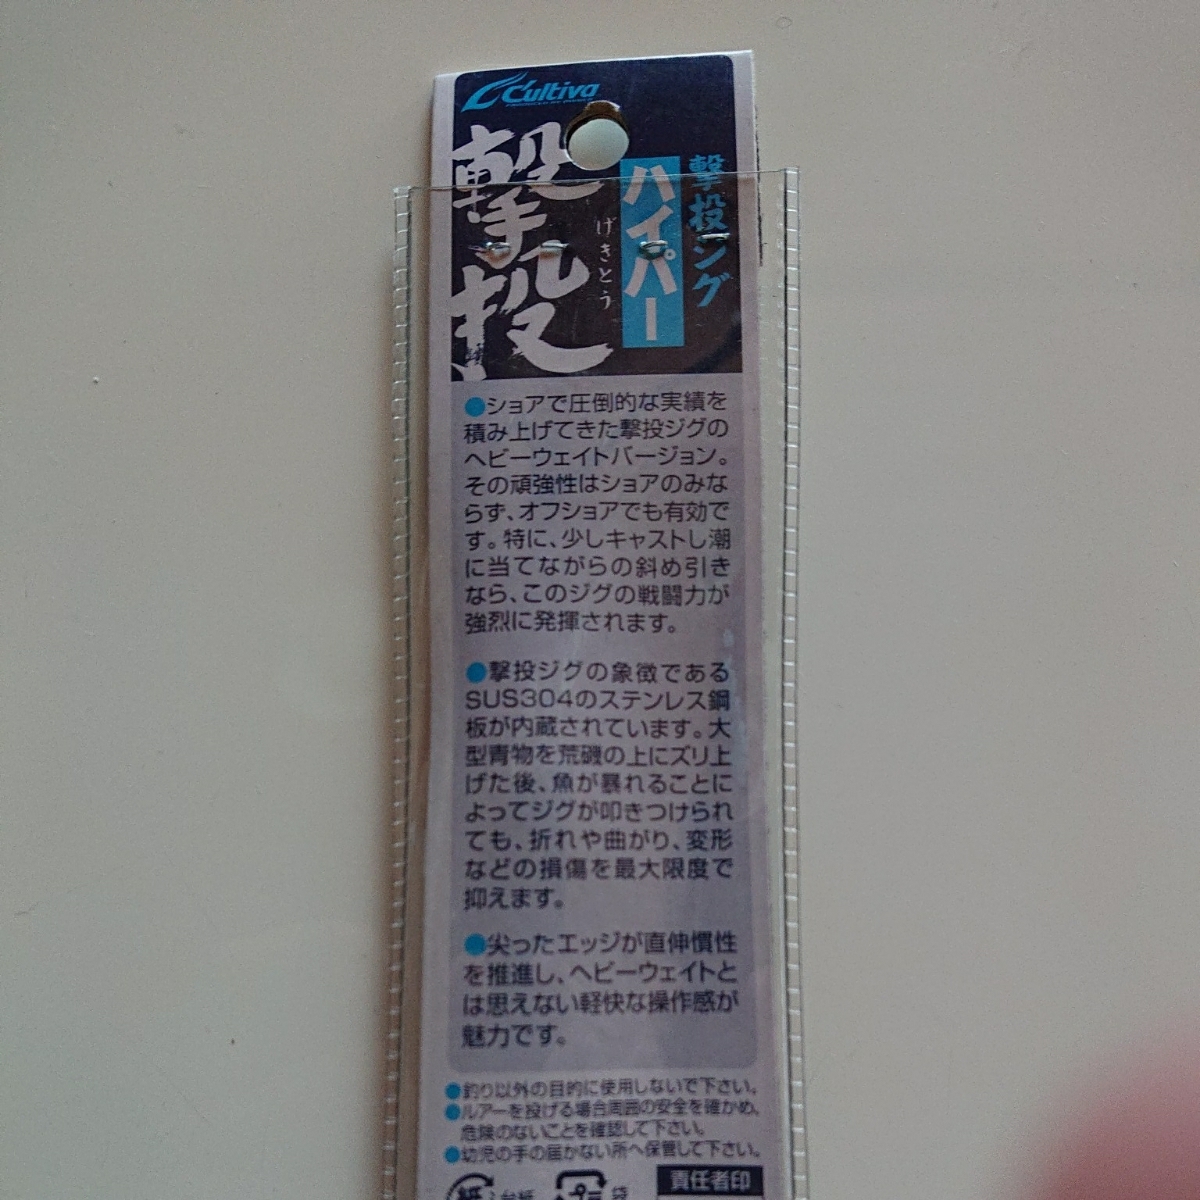 C'ultiva
撃投ジグ
ハイパー
げきとう
撃投
●ショアで圧倒的な実績を
積み上げてきた撃投ジグの
ヘビーウェイトバージョン。
その頑強性はショアのみな
らず、オフショアでも有効で
す。特に、少しキャストし潮
に当てながらの斜め引き
なら、このジグの戦闘力が
強烈に発揮されます。
●撃投ジグの象徴である
SUS304のステンレス鋼
板が内蔵されています。大
型青物を荒磯の上にズリ上
げた後、魚が暴れることに
よってジグが叩きつけられ
ても、折れや曲がり、変形
などの損傷を最大限度で
抑えます。
●尖ったエッジが直伸慣性
を推進し、ヘビーウェイトと
は思えない軽快な操作感が
魅力です。
●釣り以外の目的に使用しないで下さい。
●ルアーを投げる場合周囲の安全を確かめ、
危険のないことを確認して下さい。
●幼児の手の届かない所へ保管して下さい。
紙 台紙 プラ 袋
責任者印